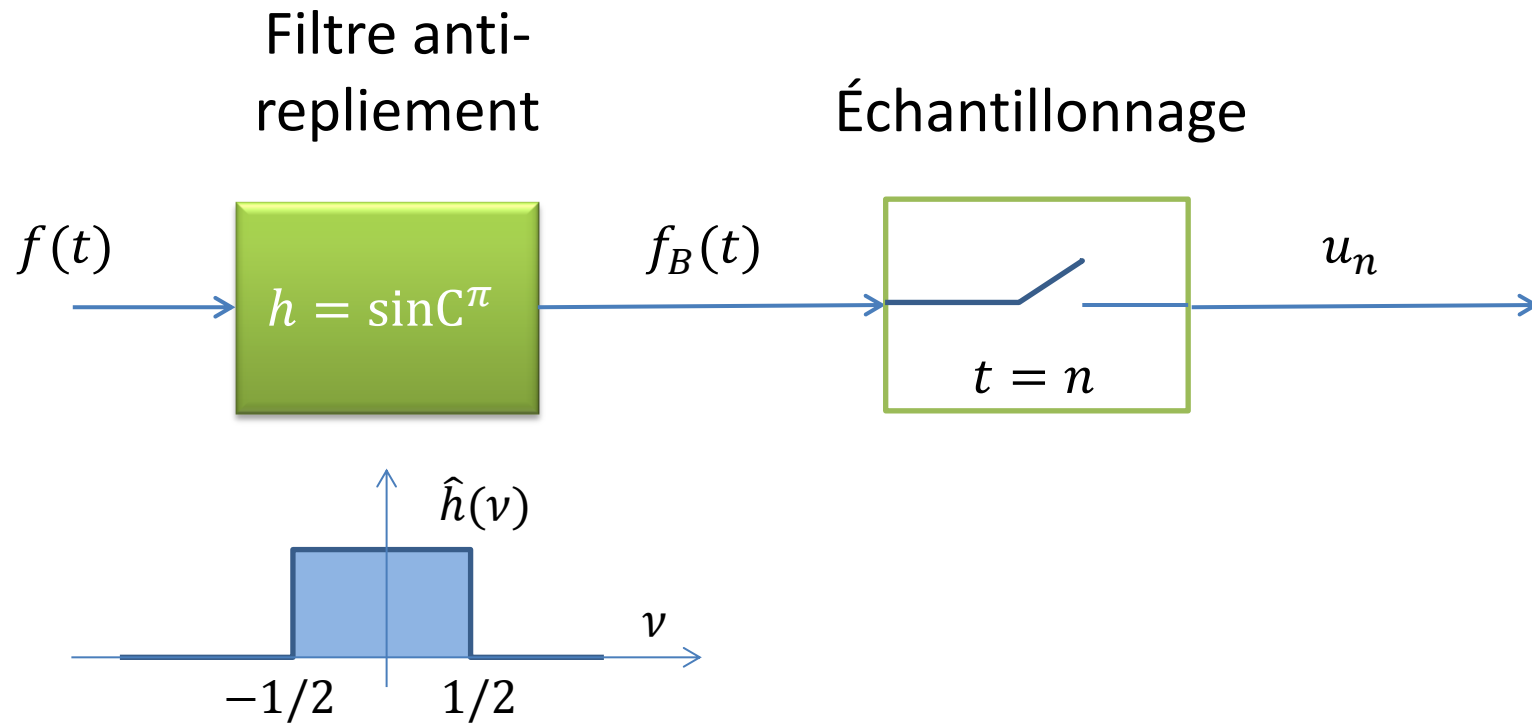 Filtre anti-
repliement
Échantillonnage
f(t)
h = sinC^π
f_B(t)
t = n
u_n
ĥ(ν)
ν
−1/2
1/2